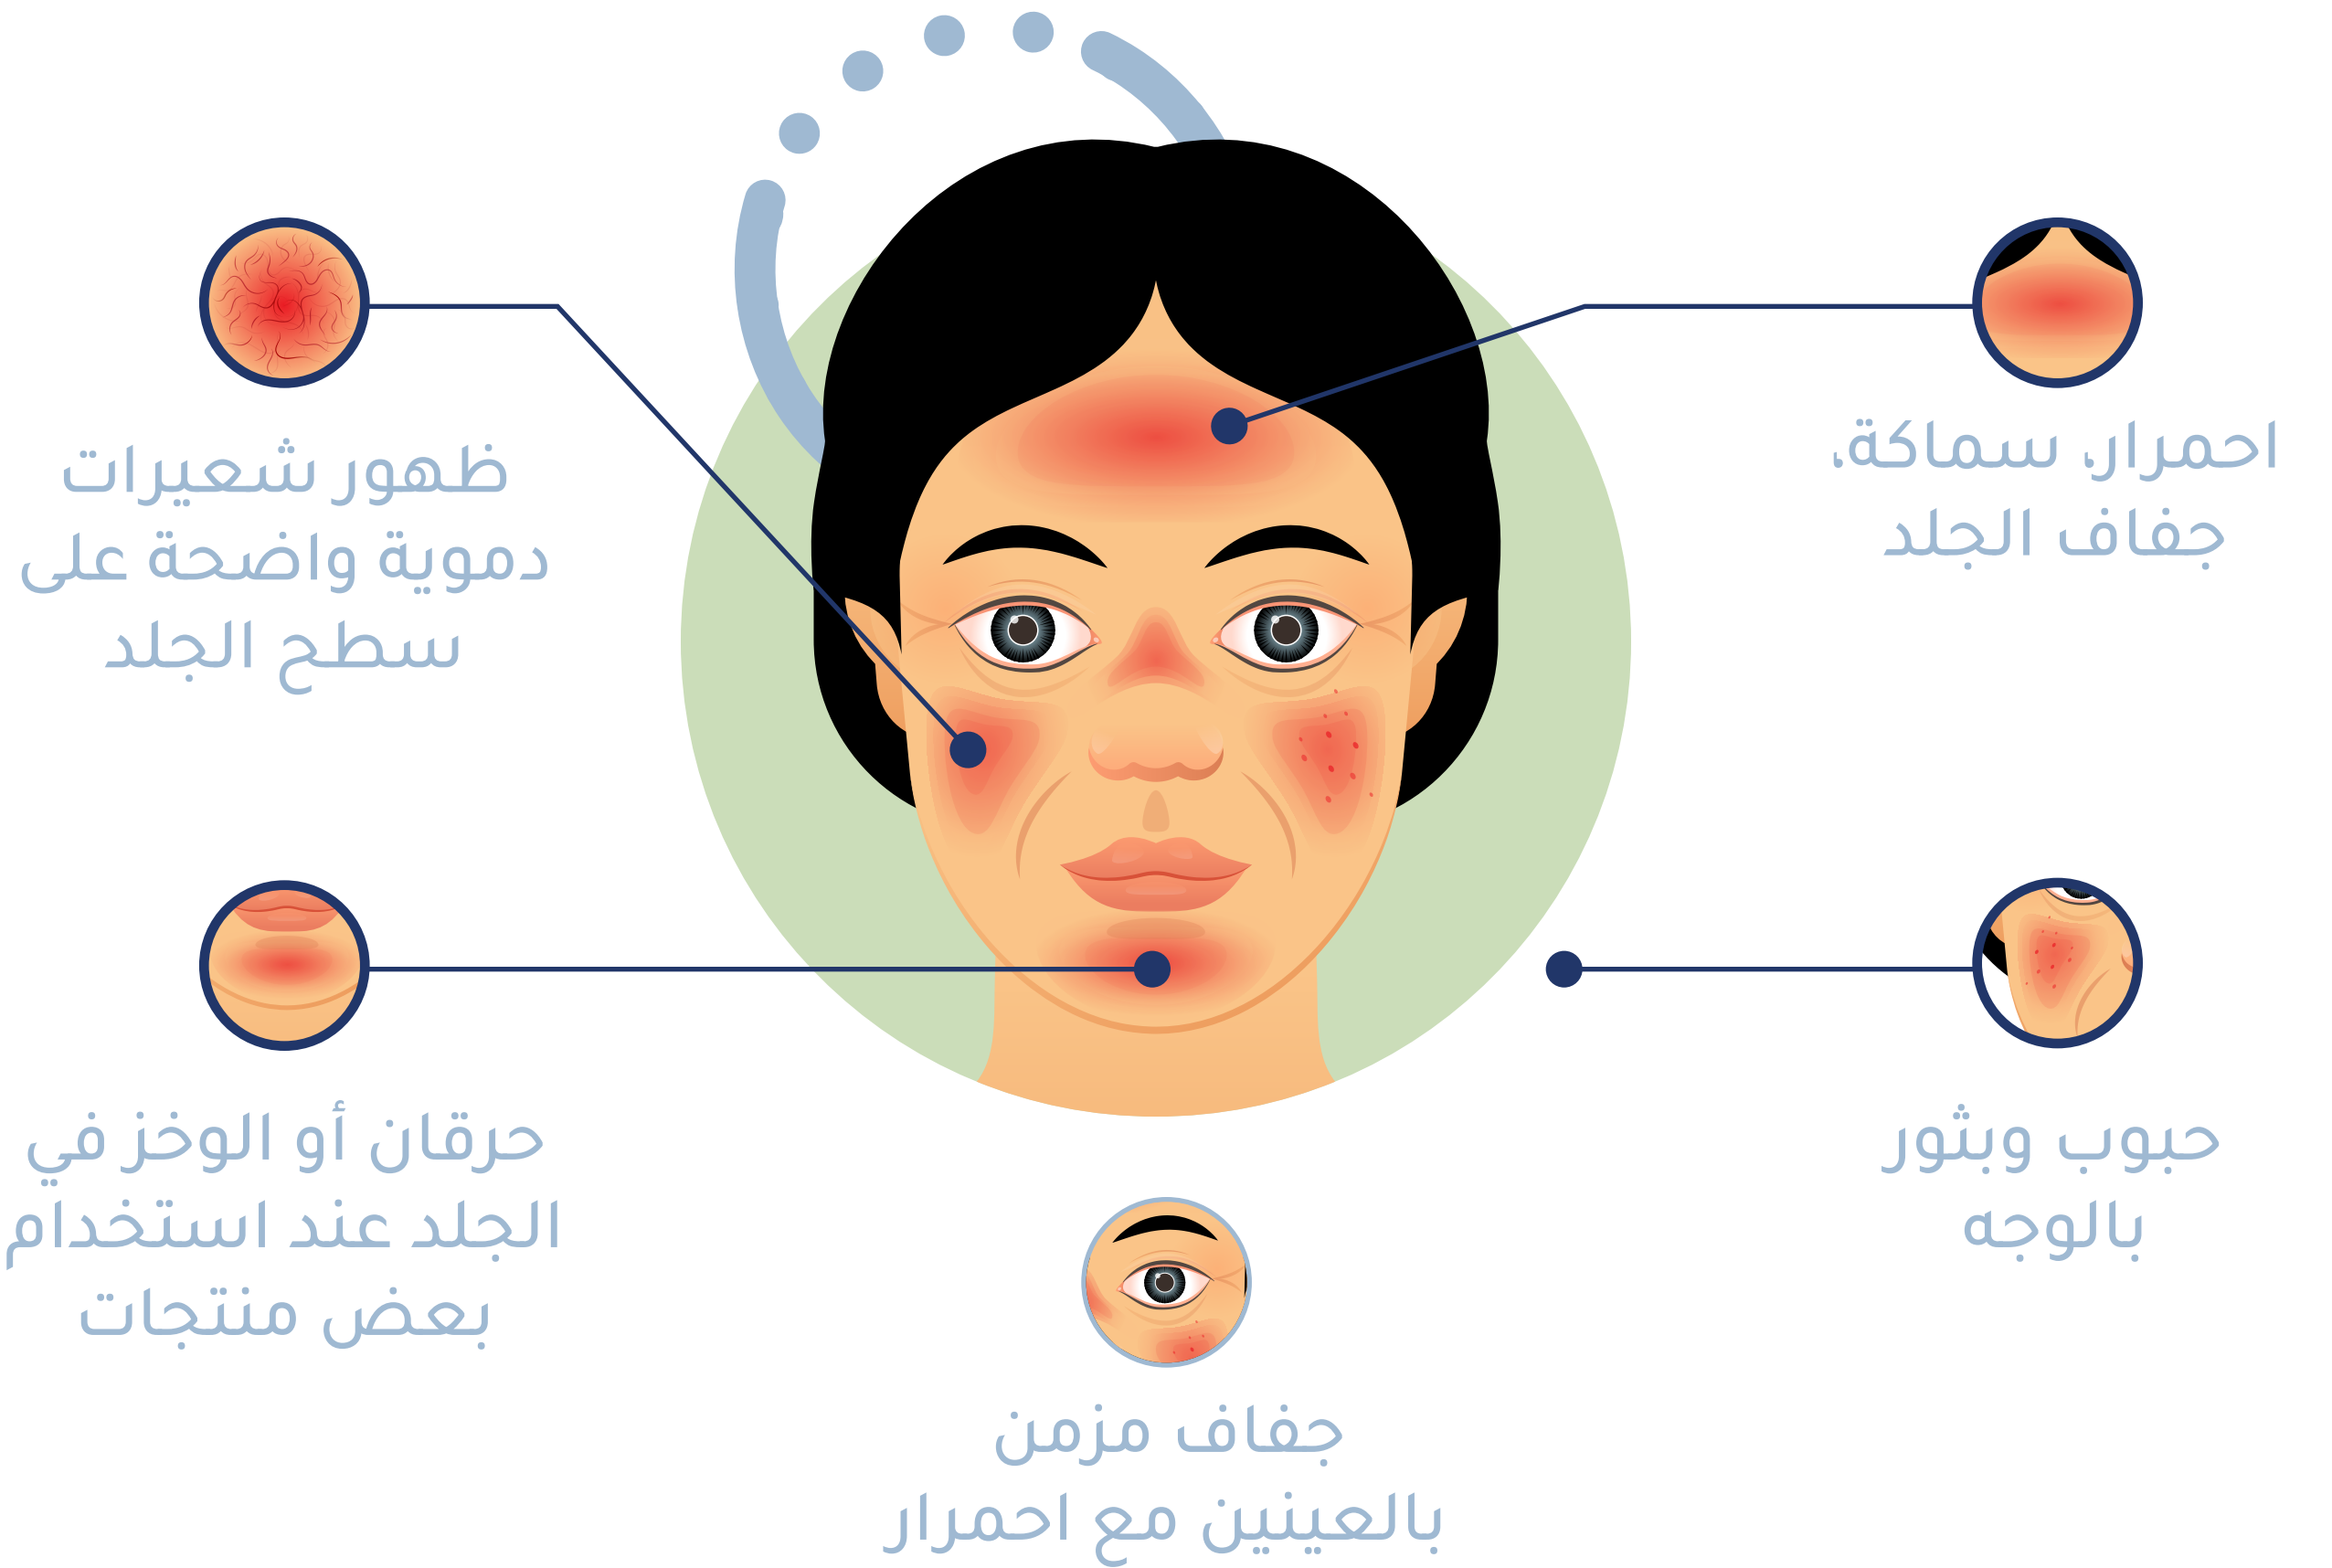 احمرار، سماكة،
جفاف الجلد
ظهور شعيرات
دموية واضحة على
سطح الجلد
حبوب وبثور
بالوجه
حرقان أو الوخز في
الجلد عند استخدام
بعض منتجات
جفاف مزمن
بالعينين مع احمرار